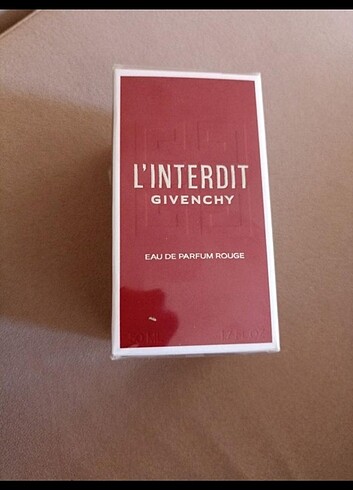 L'INTERDIT
GIVENCHY
EAU DE PARFUM ROUGE